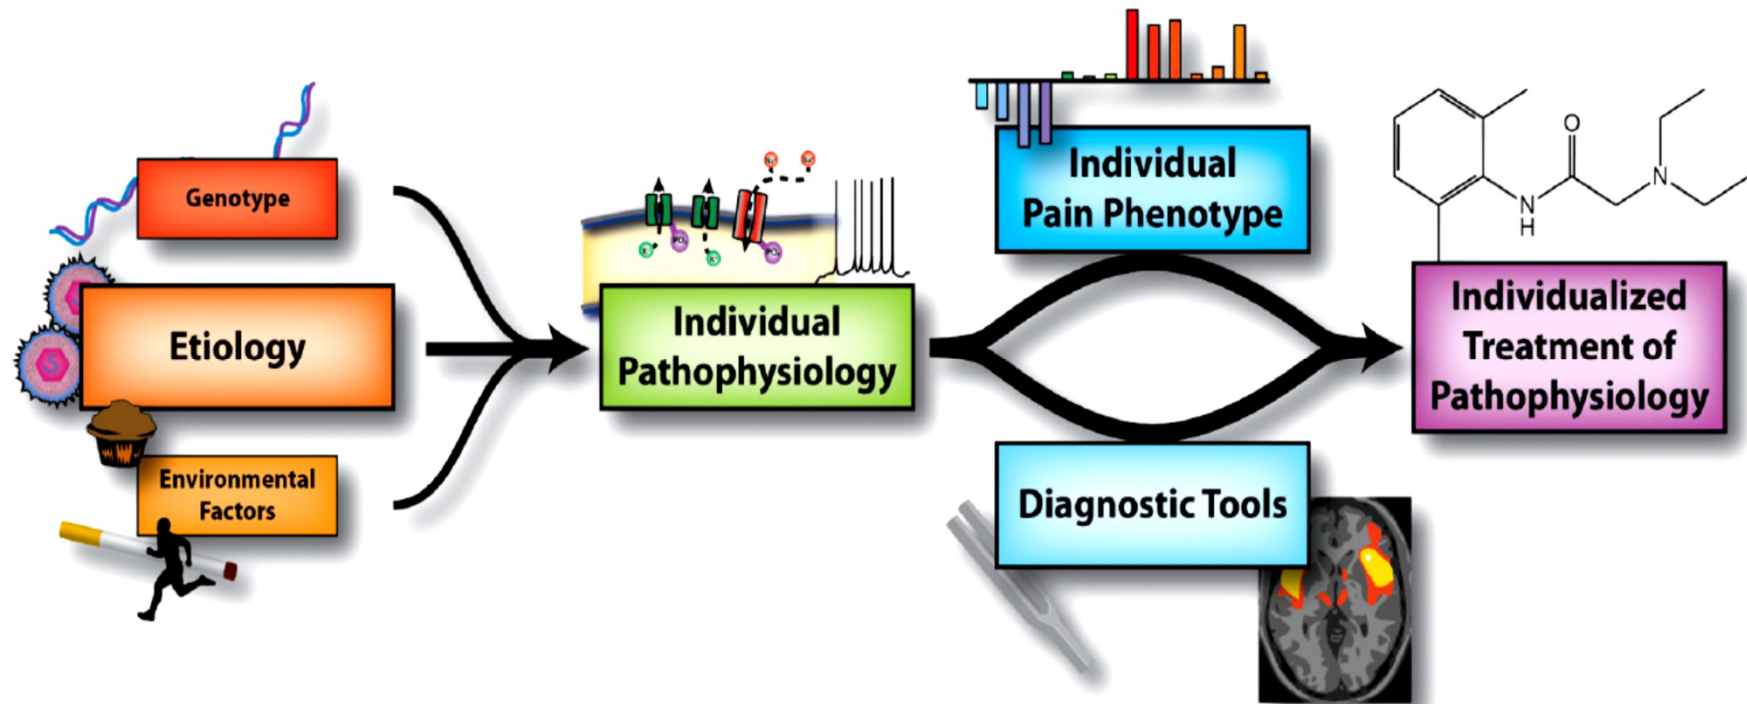 Genotype
Etiology
Environmental
Factors
Individual
Pathophysiology
Individual
Pain Phenotype
Diagnostic Tools
O
N
H
N
Individualized
Treatment of
Pathophysiology